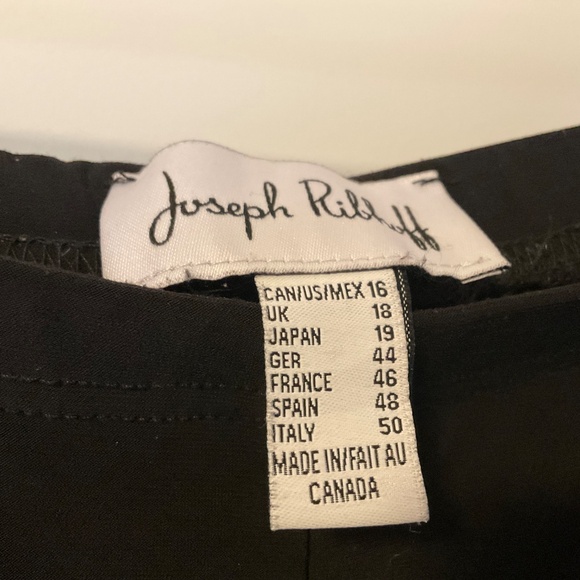 Joseph Ribkoff
CAN/US/MEX 16
UK 18
JAPAN 19
GER 44
FRANCE 46
SPAIN 48
ITALY 50
MADE IN/FAIT AU
CANADA